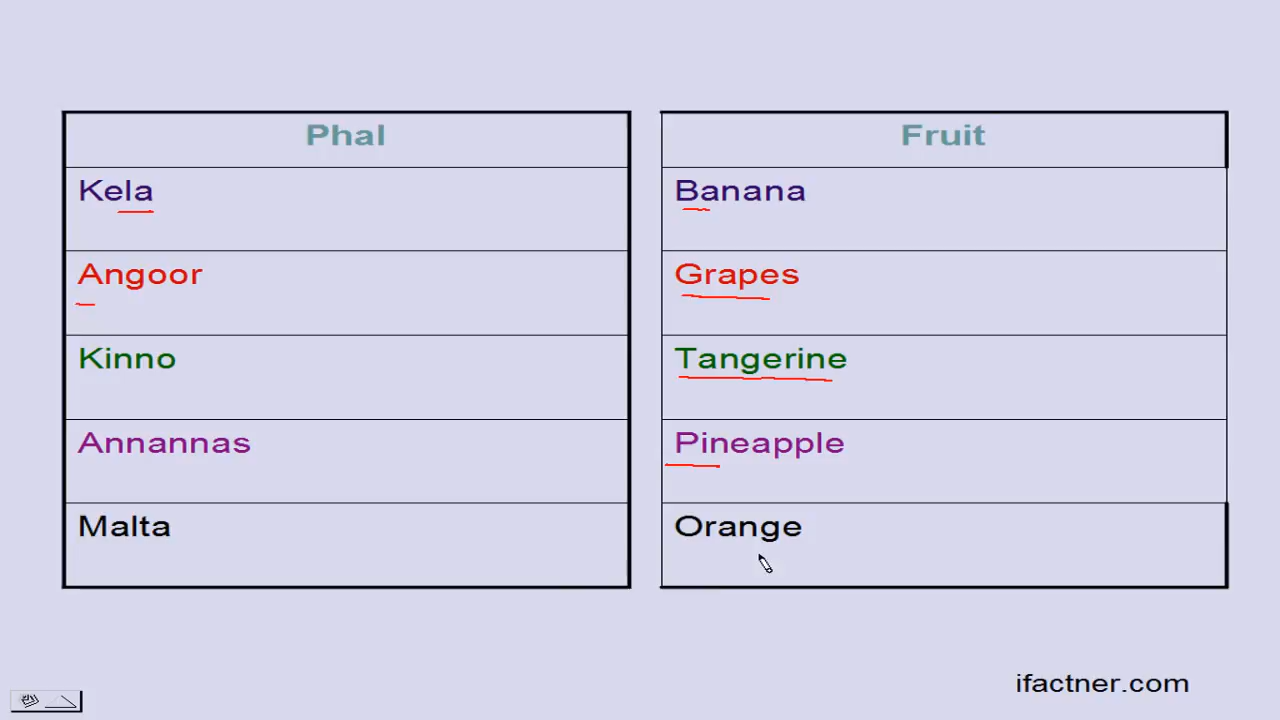 Phal
Kela
Angoor
Kinno
Annannas
Malta
Fruit
Banana
Grapes
Tangerine
Pineapple
Orange
ifactner.com